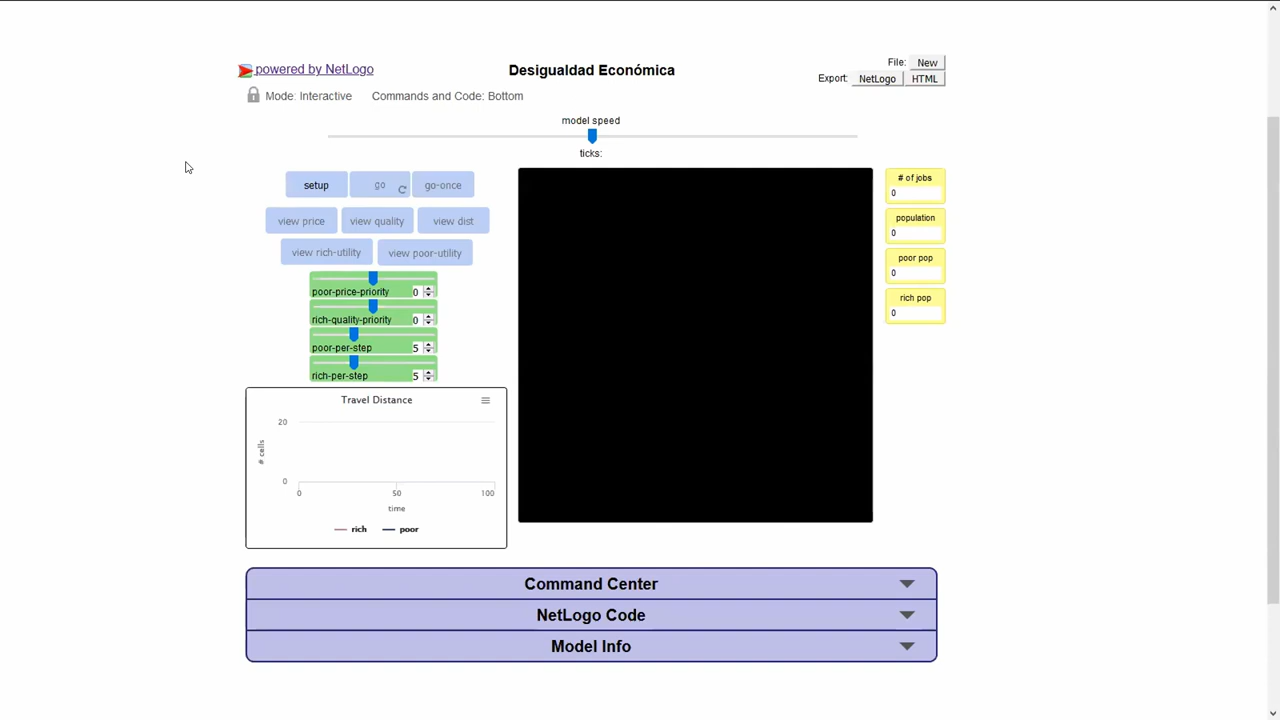 powered by NetLogo
Desigualdad Económica
File: New
Export: NetLogo HTML
Mode: Interactive Commands and Code: Bottom
model speed
ticks:
setup go go-once
view price view quality view dist
view rich-utility view poor-utility
poor-price-priority 0
rich-quality-priority 0
poor-per-step 5
rich-per-step 5
# of jobs
0
population
0
poor pop
0
rich pop
0
Travel Distance
20
# cells
0
0 50 100
time
rich poor
Command Center
NetLogo Code
Model Info